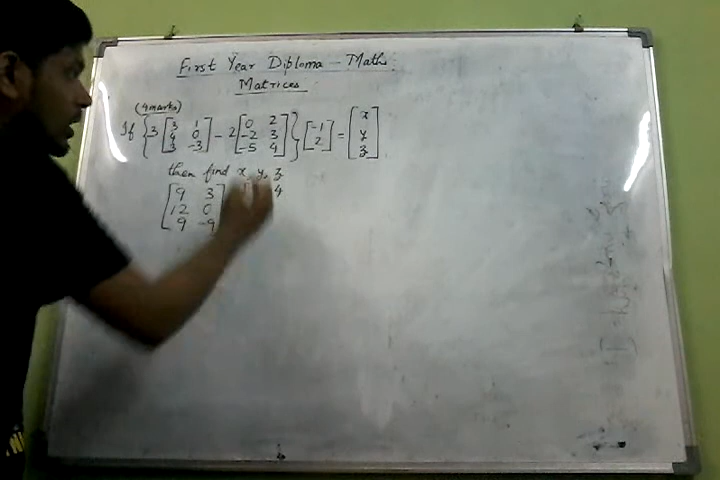 First Year Diploma - Math
Matrices
(4 marks)
If { 3 [ 3 1 ; 4 0 ; 3 -3 ] - 2 [ 0 2 ; -2 3 ; -5 4 ] } [ -1 ; 2 ] = [ x ; y ; z ]
then find x, y, z
[ 9 3 ; 12 0 ; 9 -9 ] 4